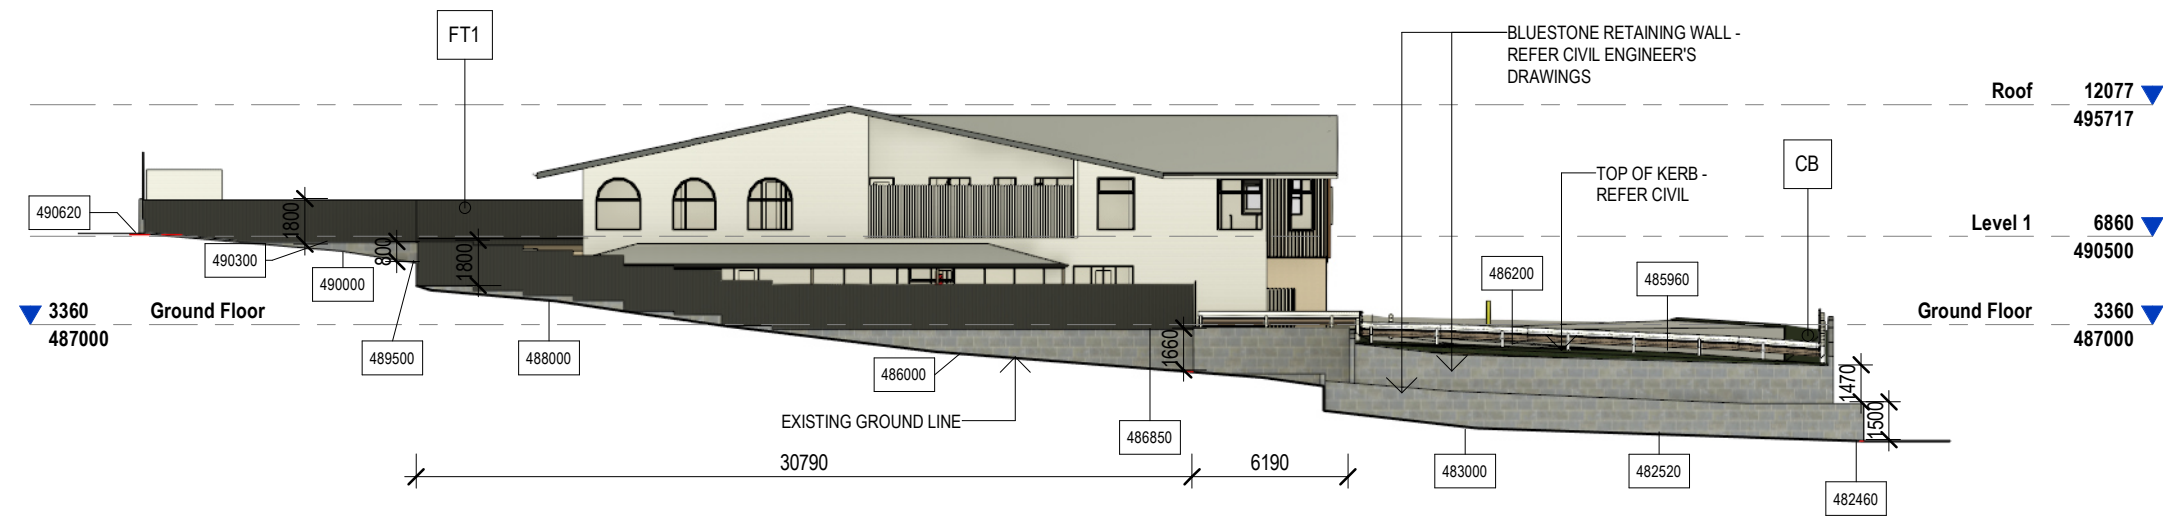 FT1
BLUESTONE RETAINING WALL -
REFER CIVIL ENGINEER'S
DRAWINGS
Roof 12077
495717
TOP OF KERB -
REFER CIVIL
CB
490620
1800
Level 1 6860
490500
490300
800
1800
490000
486200
485960
3360 Ground Floor
487000
Ground Floor 3360
487000
489500
488000
486000
1660
1470
1500
EXISTING GROUND LINE
486850
30790
6190
483000
482520
482460